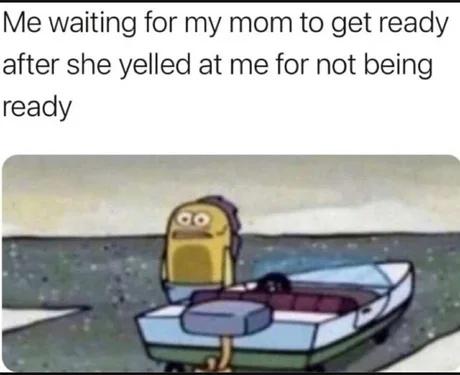 Me waiting for my mom to get ready
after she yelled at me for not being
ready